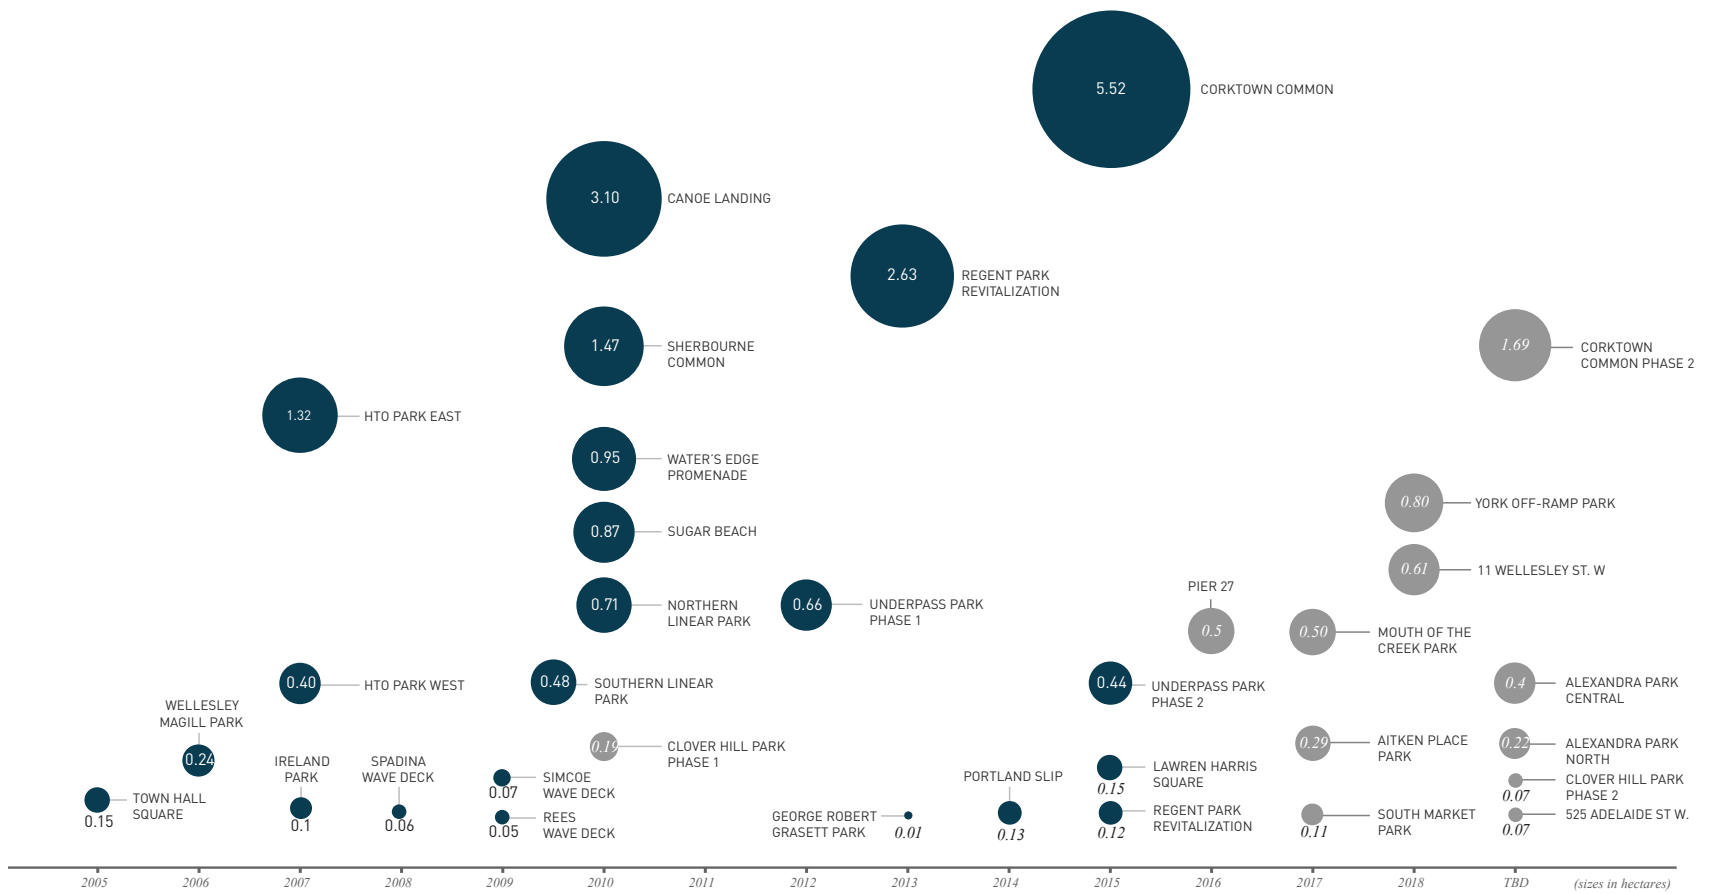 5.52
CORKTOWN COMMON
3.10
CANOE LANDING
2.63
REGENT PARK
REVITALIZATION
1.47
SHERBOURNE
COMMON
1.69
CORKTOWN
COMMON PHASE 2
1.32
HTO PARK EAST
0.95
WATER'S EDGE
PROMENADE
0.80
YORK OFF-RAMP PARK
0.87
SUGAR BEACH
0.61
11 WELLESLEY ST. W
0.71
NORTHERN
LINEAR PARK
0.66
UNDERPASS PARK
PHASE 1
PIER 27
0.5
0.50
MOUTH OF THE
CREEK PARK
0.40
HTO PARK WEST
0.48
SOUTHERN LINEAR
PARK
0.44
UNDERPASS PARK
PHASE 2
0.4
ALEXANDRA PARK
CENTRAL
WELLESLEY
MAGILL PARK
0.24
0.19
CLOVER HILL PARK
PHASE 1
0.29
AITKEN PLACE
PARK
0.22
ALEXANDRA PARK
NORTH
TOWN HALL
SQUARE
0.15
IRELAND
PARK
0.1
SPADINA
WAVE DECK
0.06
SIMCOE
WAVE DECK
0.07
REES
WAVE DECK
0.05
GEORGE ROBERT
GRASETT PARK
0.01
PORTLAND SLIP
0.13
LAWREN HARRIS
SQUARE
0.15
REGENT PARK
REVITALIZATION
0.12
SOUTH MARKET
PARK
0.11
CLOVER HILL PARK
PHASE 2
0.07
525 ADELAIDE ST W.
0.07
2005
2006
2007
2008
2009
2010
2011
2012
2013
2014
2015
2016
2017
2018
TBD
(sizes in hectares)